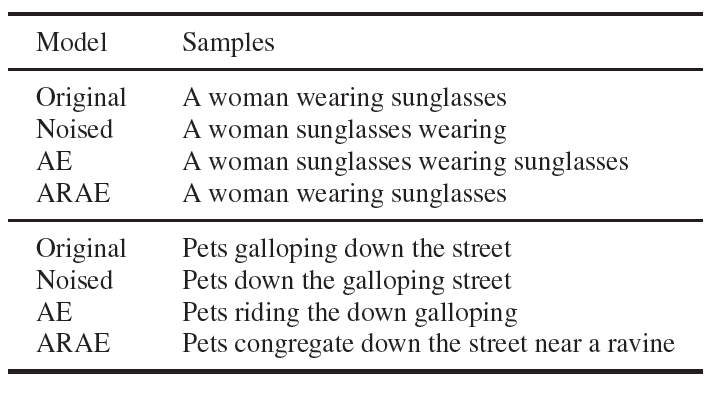 Model Samples
Original A woman wearing sunglasses
Noised A woman sunglasses wearing
AE A woman sunglasses wearing sunglasses
ARAE A woman wearing sunglasses
Original Pets galloping down the street
Noised Pets down the galloping street
AE Pets riding the down galloping
ARAE Pets congregate down the street near a ravine